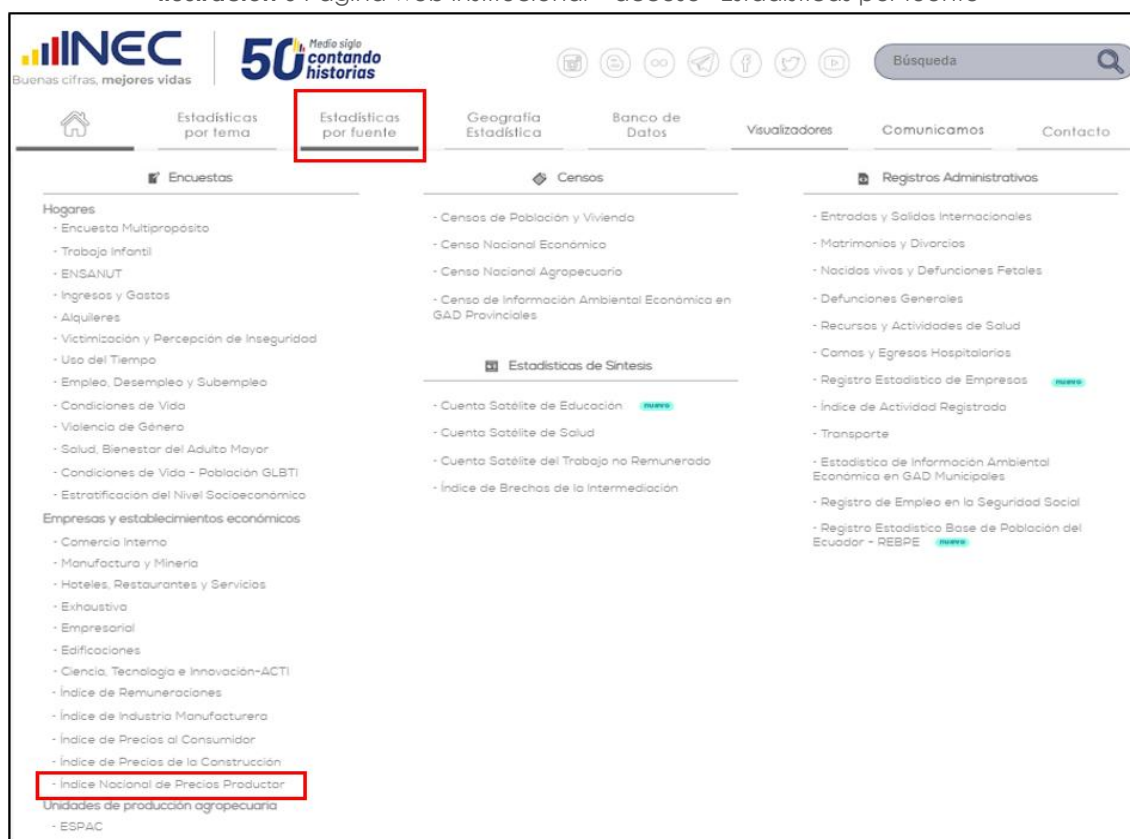 INEC
Buenas cifras, mejores vidas
50 Medio siglo
contando
historias
Búsqueda
Estadísticas
por tema
Estadísticas
por fuente
Geografía
Estadística
Banco de
Datos
Visualizadores
Comunicamos
Contacto
Encuestas
Hogares
- Encuesta Multipropósito
- Trabajo Infantil
- ENSANUT
- Ingresos y Gastos
- Alquileres
- Victimización y Percepción de Inseguridad
- Uso del Tiempo
- Empleo, Desempleo y Subempleo
- Condiciones de Vida
- Violencia de Género
- Salud, Bienestar del Adulto Mayor
- Condiciones de Vida - Población GLBTI
- Estratificación del Nivel Socioeconómico
Empresas y establecimientos económicos
- Comercio Interno
- Manufactura y Minería
- Hoteles, Restaurantes y Servicios
- Exhaustiva
- Empresarial
- Edificaciones
- Ciencia, Tecnología e Innovación-ACTI
- Índice de Remuneraciones
- Índice de Industria Manufacturera
- Índice de Precios al Consumidor
- Índice de Precios de la Construcción
- Índice Nacional de Precios Productor
Unidades de producción agropecuaria
- ESPAC
Censos
- Censos de Población y Vivienda
- Censo Nacional Económico
- Censo Nacional Agropecuario
- Censo de Información Ambiental Económica en
GAD Provinciales
Estadísticas de Síntesis
- Cuenta Satélite de Educación nuevo
- Cuenta Satélite de Salud
- Cuenta Satélite del Trabajo no Remunerado
- Índice de Brechas de la Intermediación
Registros Administrativos
- Entradas y Salidas Internacionales
- Matrimonios y Divorcios
- Nacidos vivos y Defunciones Fetales
- Defunciones Generales
- Recursos y Actividades de Salud
- Camas y Egresos Hospitalarios
- Registro Estadístico de Empresas nuevo
- Índice de Actividad Registrada
- Transporte
- Estadística de Información Ambiental
Económica en GAD Municipales
- Registro de Empleo en la Seguridad Social
- Registro Estadístico Base de Población del
Ecuador - REBPE nuevo